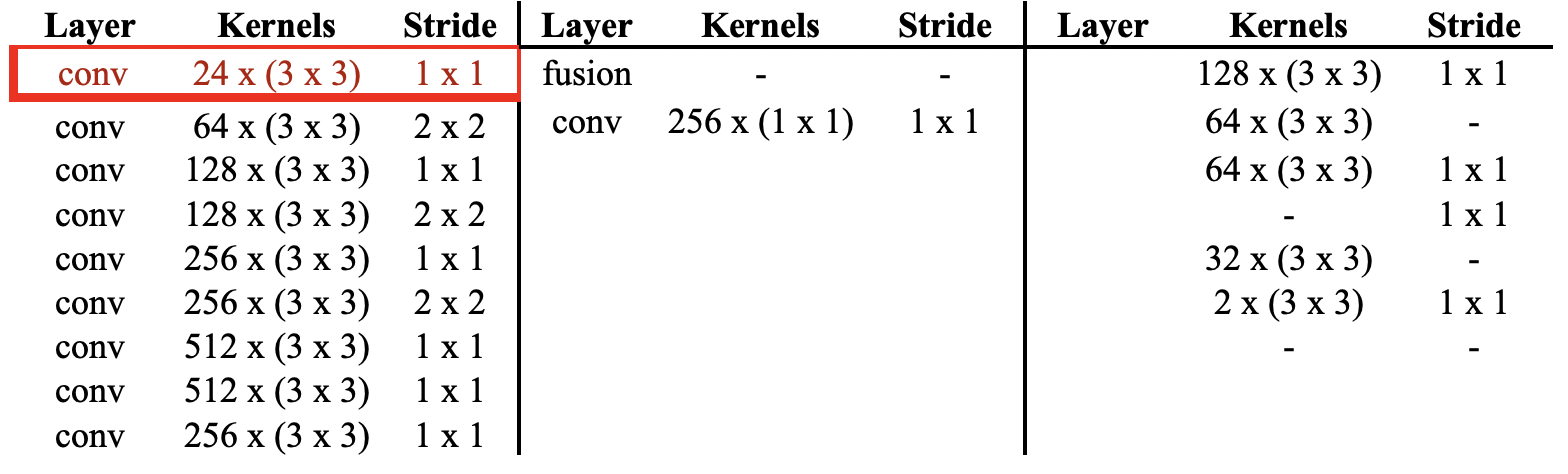 Layer Kernels Stride Layer Kernels Stride Layer Kernels Stride
conv 24 x (3 x 3) 1 x 1 fusion - - 128 x (3 x 3) 1 x 1
conv 64 x (3 x 3) 2 x 2 conv 256 x (1 x 1) 1 x 1 64 x (3 x 3) -
conv 128 x (3 x 3) 1 x 1 64 x (3 x 3) 1 x 1
conv 128 x (3 x 3) 2 x 2 - 1 x 1
conv 256 x (3 x 3) 1 x 1 32 x (3 x 3) -
conv 256 x (3 x 3) 2 x 2 2 x (3 x 3) 1 x 1
conv 512 x (3 x 3) 1 x 1 - -
conv 512 x (3 x 3) 1 x 1
conv 256 x (3 x 3) 1 x 1